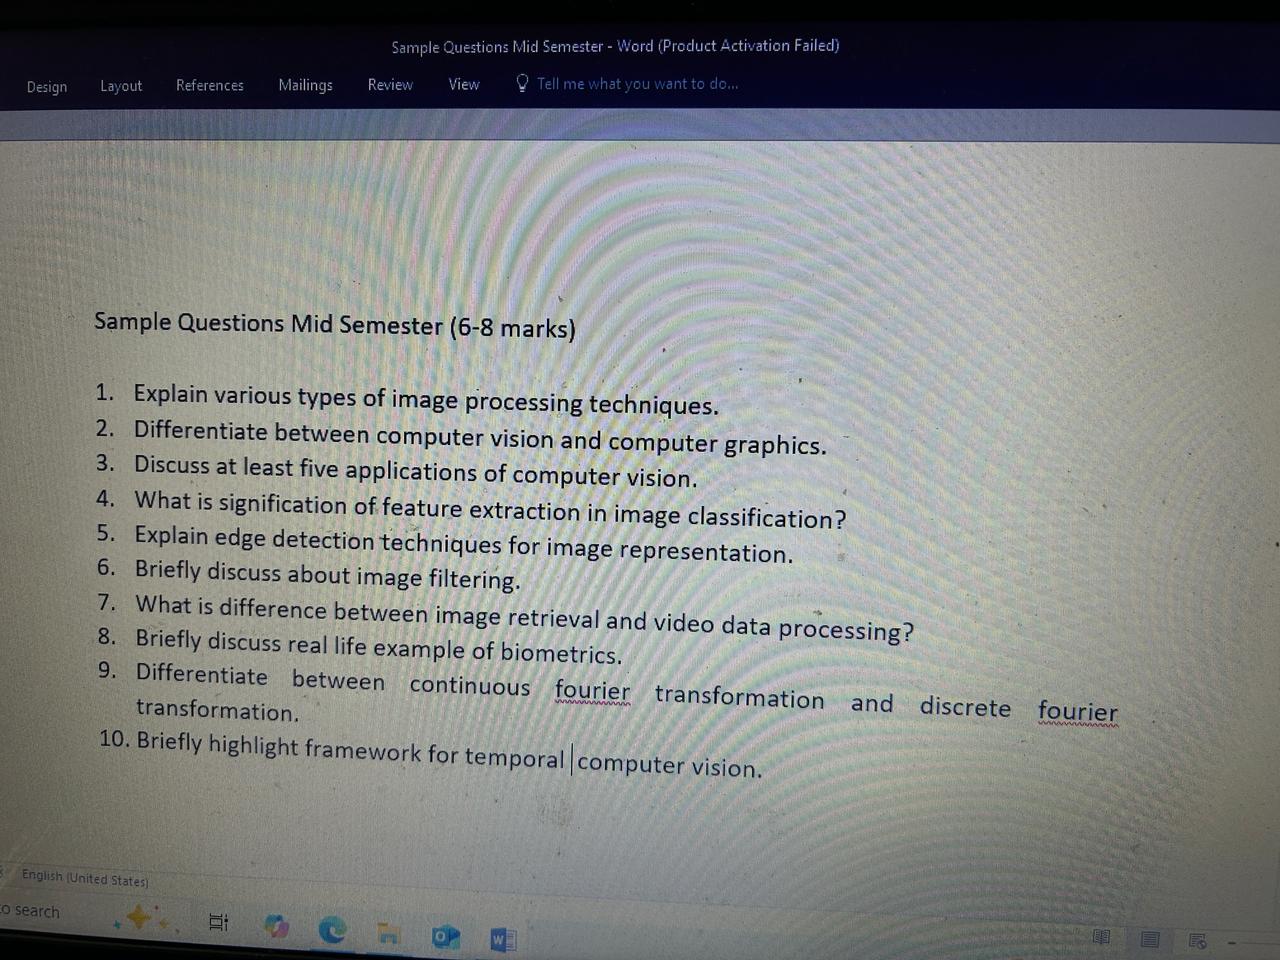 Sample Questions Mid Semester - Word (Product Activation Failed)
Design Layout References Mailings Review View Tell me what you want to do...
Sample Questions Mid Semester (6-8 marks)
1. Explain various types of image processing techniques.
2. Differentiate between computer vision and computer graphics.
3. Discuss at least five applications of computer vision.
4. What is signification of feature extraction in image classification?
5. Explain edge detection techniques for image representation.
6. Briefly discuss about image filtering.
7. What is difference between image retrieval and video data processing?
8. Briefly discuss real life example of biometrics.
9. Differentiate between continuous fourier transformation and discrete fourier
transformation.
10. Briefly highlight framework for temporal computer vision.
English (United States)
to search